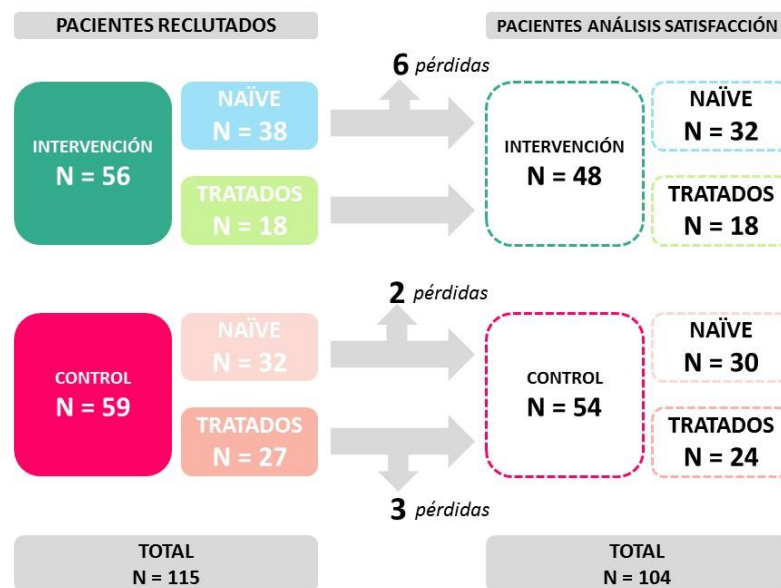 PACIENTES RECLUTADOS
PACIENTES ANÁLISIS SATISFACCIÓN
INTERVENCIÓN
N = 56
NAÏVE
N = 38
TRATADOS
N = 18
6 pérdidas
INTERVENCIÓN
N = 48
NAÏVE
N = 32
TRATADOS
N = 18
CONTROL
N = 59
NAÏVE
N = 32
TRATADOS
N = 27
2 pérdidas
3 pérdidas
CONTROL
N = 54
NAÏVE
N = 30
TRATADOS
N = 24
TOTAL
N = 115
TOTAL
N = 104